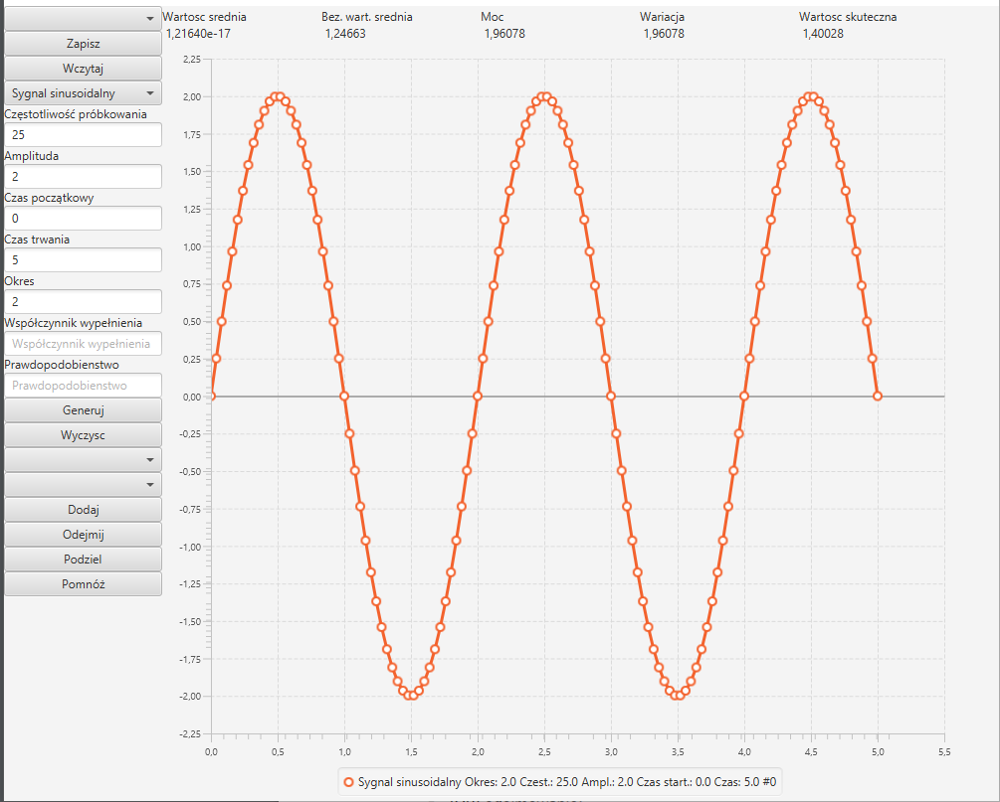 Wartosc srednia Bez. wart. srednia Moc Wariacja Wartosc skuteczna
1,21640e-17 1,24663 1,96078 1,96078 1,40028
Zapisz
Wczytaj
Sygnal sinusoidalny
Częstotliwość próbkowania
25
Amplituda
2
Czas początkowy
0
Czas trwania
5
Okres
2
Współczynnik wypełnienia
Współczynnik wypełnienia
Prawdopodobienstwo
Prawdopodobienstwo
Generuj
Wyczysc
Dodaj
Odejmij
Podziel
Pomnóż
2,25
2,00
1,75
1,50
1,25
1,00
0,75
0,50
0,25
0,00
-0,25
-0,50
-0,75
-1,00
-1,25
-1,50
-1,75
-2,00
-2,25
0,0 0,5 1,0 1,5 2,0 2,5 3,0 3,5 4,0 4,5 5,0 5,5
Sygnal sinusoidalny Okres: 2.0 Czest.: 25.0 Ampl.: 2.0 Czas start.: 0.0 Czas: 5.0 #0